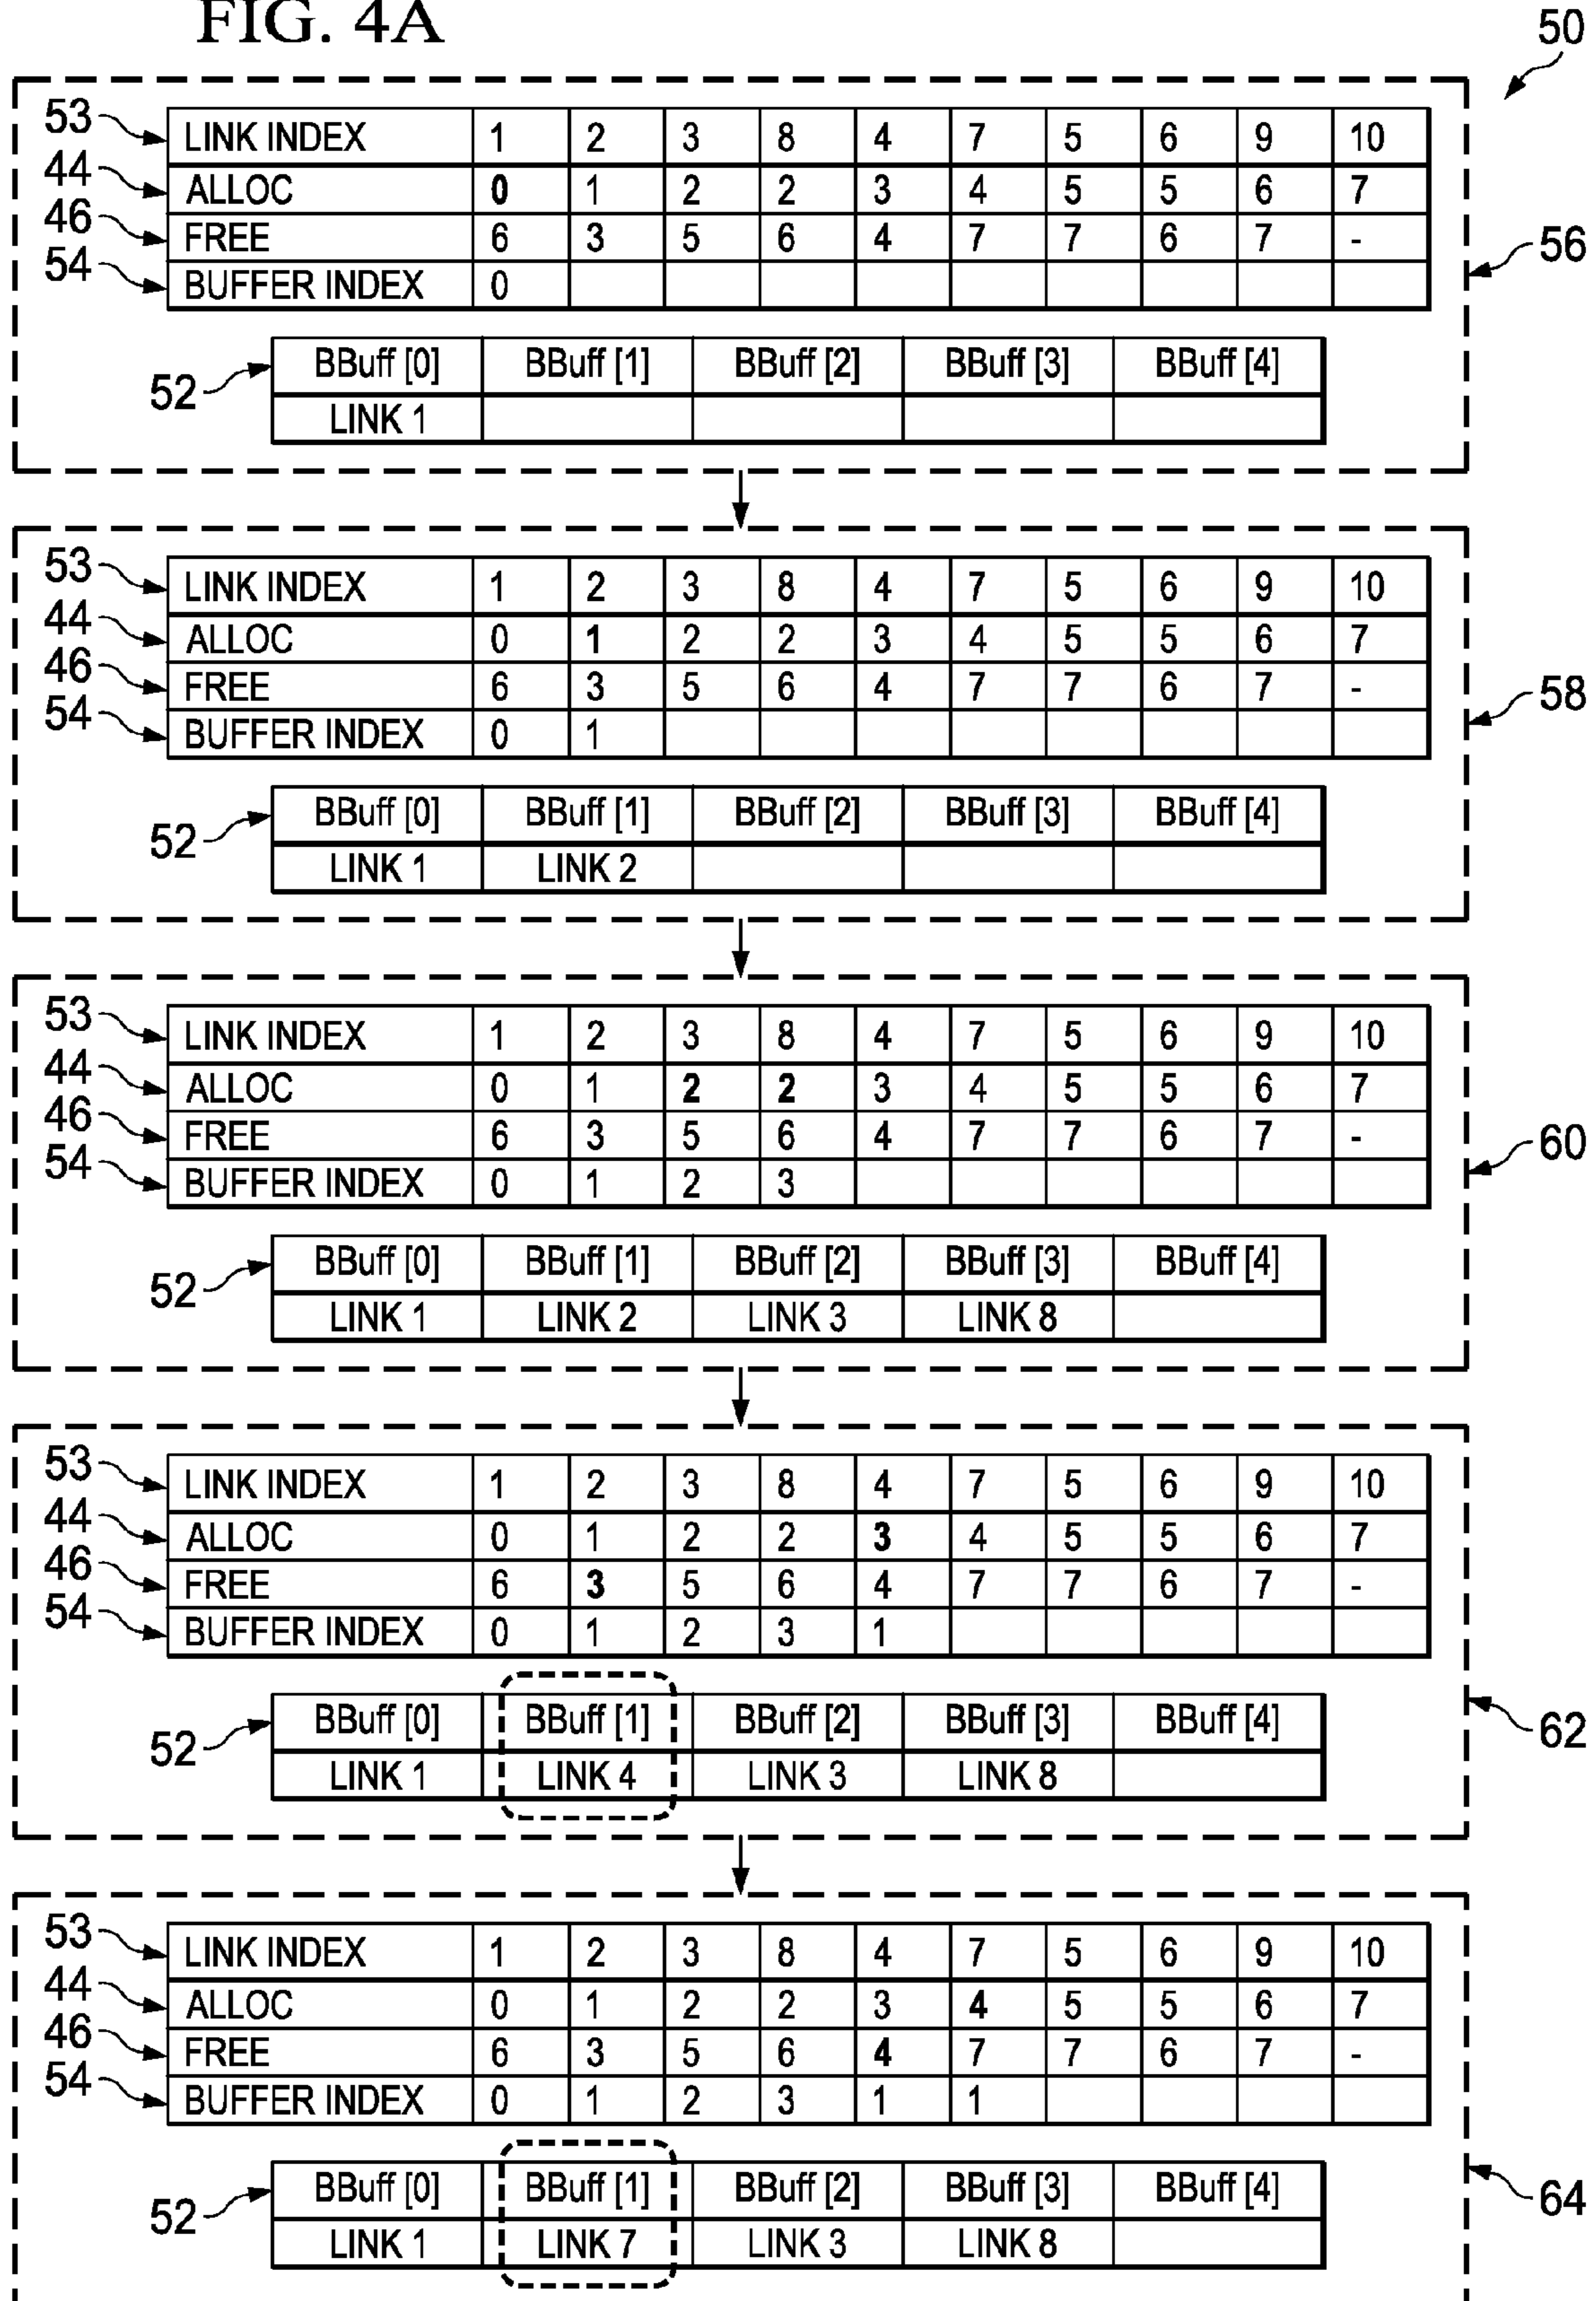 FIG. 4A
50
53 LINK INDEX 1 2 3 8 4 7 5 6 9 10
44 ALLOC 0 1 2 2 3 4 5 5 6 7
46 FREE 6 3 5 6 4 7 7 6 7 -
54 BUFFER INDEX 0
56
52 BBuff [0] BBuff [1] BBuff [2] BBuff [3] BBuff [4]
LINK 1
53 LINK INDEX 1 2 3 8 4 7 5 6 9 10
44 ALLOC 0 1 2 2 3 4 5 5 6 7
46 FREE 6 3 5 6 4 7 7 6 7 -
54 BUFFER INDEX 0 1
58
52 BBuff [0] BBuff [1] BBuff [2] BBuff [3] BBuff [4]
LINK 1 LINK 2
53 LINK INDEX 1 2 3 8 4 7 5 6 9 10
44 ALLOC 0 1 2 2 3 4 5 5 6 7
46 FREE 6 3 5 6 4 7 7 6 7 -
54 BUFFER INDEX 0 1 2 3
60
52 BBuff [0] BBuff [1] BBuff [2] BBuff [3] BBuff [4]
LINK 1 LINK 2 LINK 3 LINK 8
53 LINK INDEX 1 2 3 8 4 7 5 6 9 10
44 ALLOC 0 1 2 2 3 4 5 5 6 7
46 FREE 6 3 5 6 4 7 7 6 7 -
54 BUFFER INDEX 0 1 2 3 1
62
52 BBuff [0] BBuff [1] BBuff [2] BBuff [3] BBuff [4]
LINK 1 LINK 4 LINK 3 LINK 8
53 LINK INDEX 1 2 3 8 4 7 5 6 9 10
44 ALLOC 0 1 2 2 3 4 5 5 6 7
46 FREE 6 3 5 6 4 7 7 6 7 -
54 BUFFER INDEX 0 1 2 3 1 1
64
52 BBuff [0] BBuff [1] BBuff [2] BBuff [3] BBuff [4]
LINK 1 LINK 7 LINK 3 LINK 8